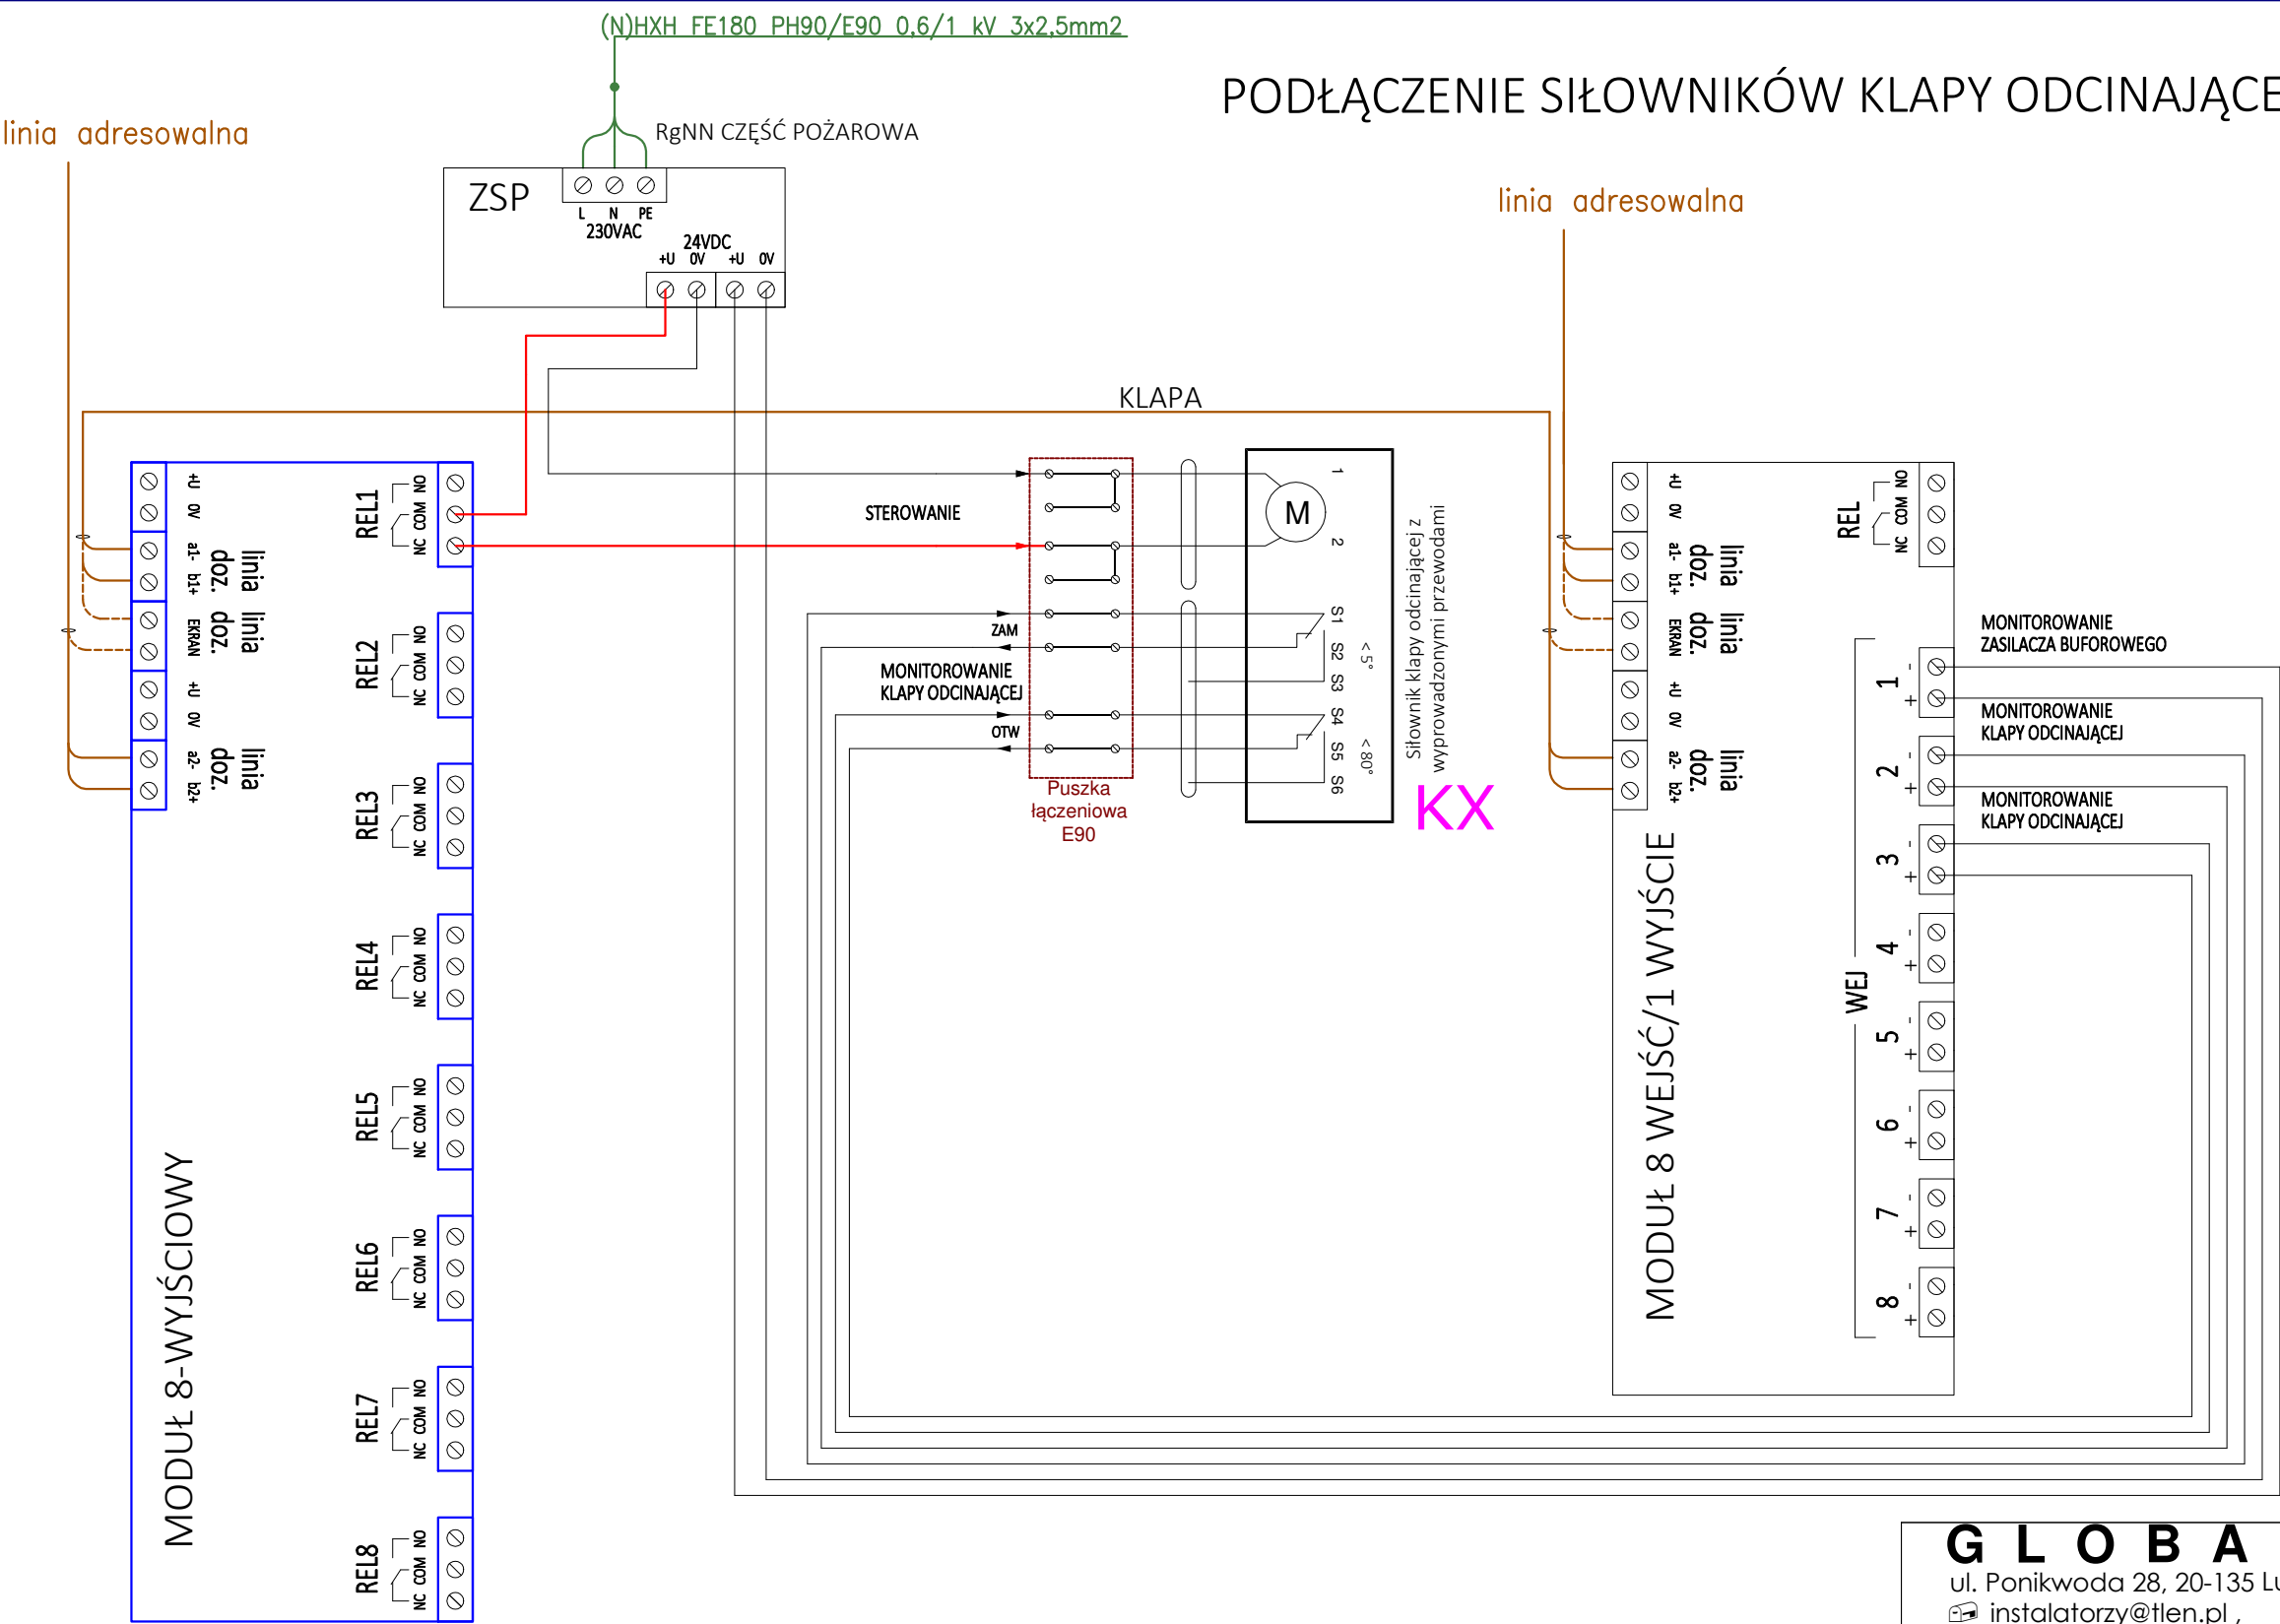 (N)HXH FE180 PH90/E90 0,6/1 kV 3x2,5mm2
PODŁĄCZENIE SIŁOWNIKÓW KLAPY ODCINAJĄCE
linia adresowalna
RgNN CZĘŚĆ POŻAROWA
ZSP
L N PE
230VAC
24VDC
+U 0V +U 0V
linia adresowalna
KLAPA
MODUŁ 8-WYJŚCIOWY
+U 0V
a1- b1+
linia
doz.
EKRAN
linia
doz.
+U 0V
a2- b2+
linia
doz.
REL1
NC COM NO
REL2
NC COM NO
REL3
NC COM NO
REL4
NC COM NO
REL5
NC COM NO
REL6
NC COM NO
REL7
NC COM NO
REL8
NC COM NO
STEROWANIE
ZAM
MONITOROWANIE
KLAPY ODCINAJĄCEJ
OTW
Puszka
łączeniowa
E90
M
1
2
S1
S2
S3
S4
S5
S6
< 5°
< 80°
Siłownik klapy odcinającej z
wyprowadzonymi przewodami
KX
MODUŁ 8 WEJŚĆ/1 WYJŚCIE
+U 0V
a1- b1+
linia
doz.
EKRAN
linia
doz.
+U 0V
a2- b2+
linia
doz.
REL
NC COM NO
WEJ
1 - +
2 - +
3 - +
4 - +
5 - +
6 - +
7 - +
8 - +
MONITOROWANIE
ZASILACZA BUFOROWEGO
MONITOROWANIE
KLAPY ODCINAJĄCEJ
MONITOROWANIE
KLAPY ODCINAJĄCEJ
G L O B A
ul. Ponikwoda 28, 20-135 Lu
instalatorzy@tlen.pl ,